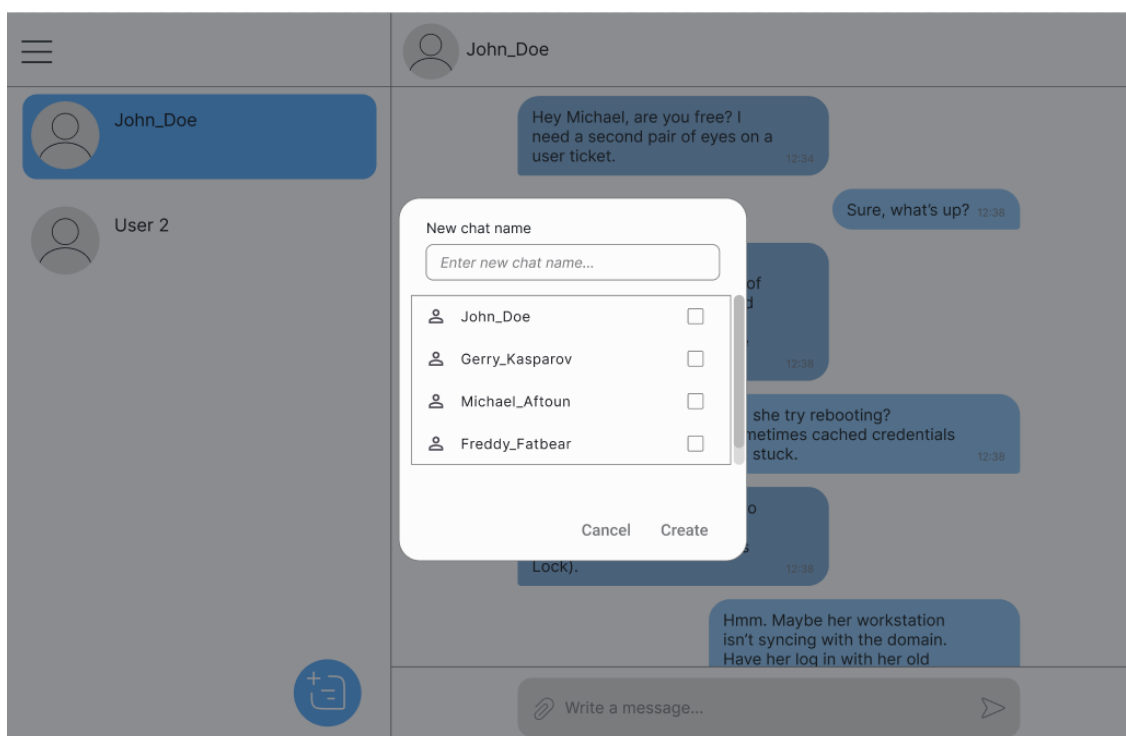 John_Doe
John_Doe
User 2
Hey Michael, are you free? I
need a second pair of eyes on a
user ticket.
12:34
Sure, what's up? 12:38
of
12:38
she try rebooting?
cached credentials
stuck.
12:38
Lock).
12:38
Hmm. Maybe her workstation
isn't syncing with the domain.
Have her log in with her old
Write a message...
New chat name
Enter new chat name...
John_Doe
Gerry_Kasparov
Michael_Aftoun
Freddy_Fatbear
Cancel Create